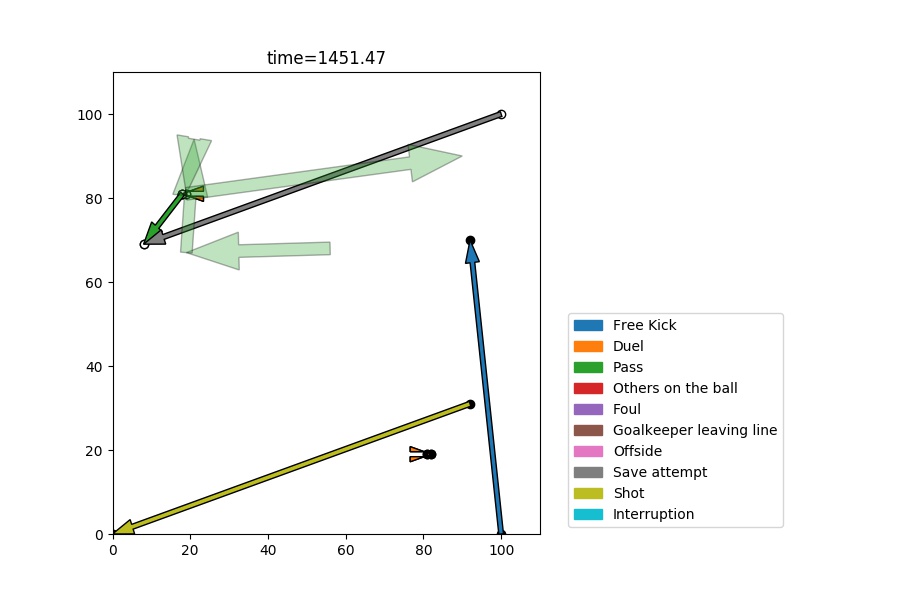 time=1451.47
100
80
60
40
20
0
0
20
40
60
80
100
Free Kick
Duel
Pass
Others on the ball
Foul
Goalkeeper leaving line
Offside
Save attempt
Shot
Interruption